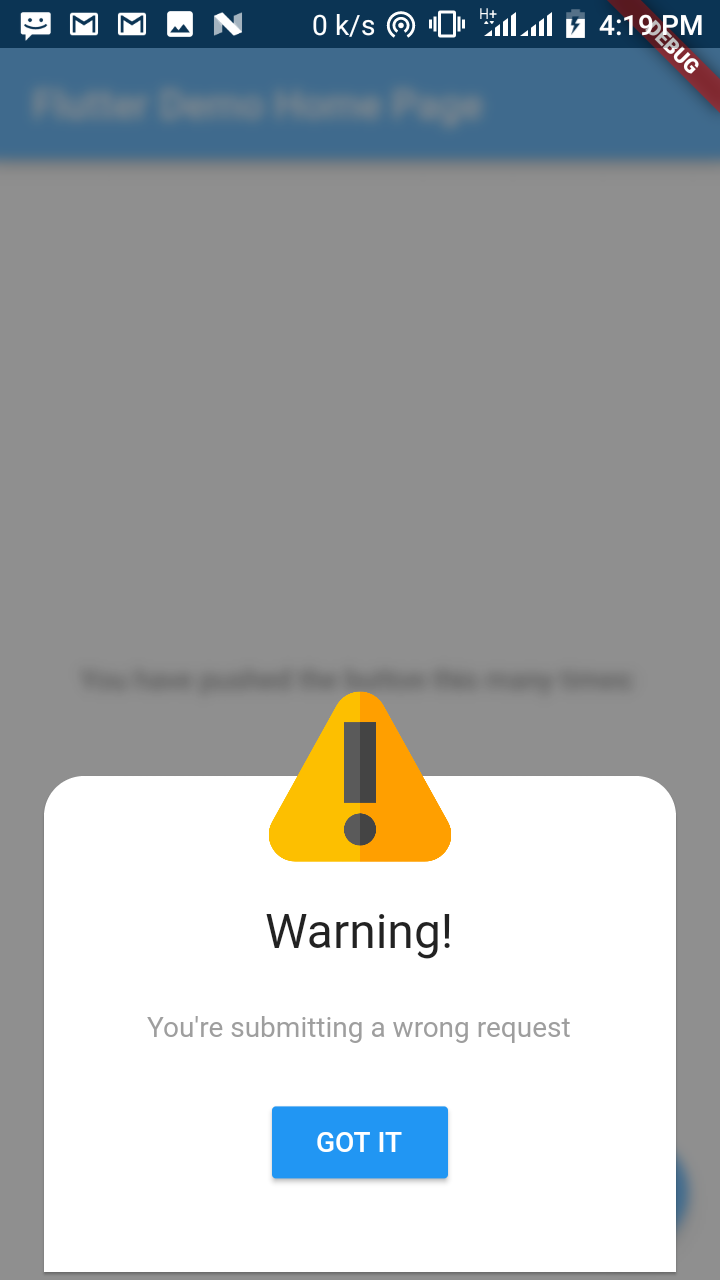 0 k/s H+ 4:19 PM
DEBUG
Flutter Demo Home Page
You have pushed the button this many times:
Warning!
You're submitting a wrong request
GOT IT